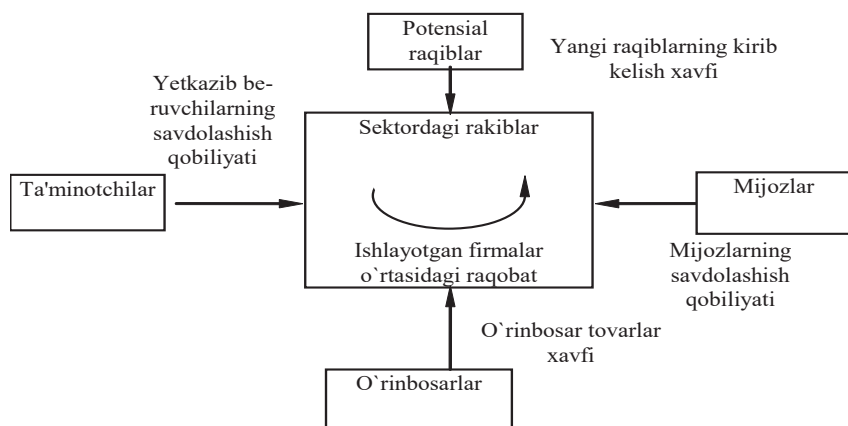 Potensial
raqiblar
Yangi raqiblarning kirib
kelish xavfi
Yetkazib be-
ruvchilarning
savdolashish
qobiliyati
Sektordagi rakiblar
Ta'minotchilar
Mijozlar
Ishlayotgan firmalar
o`rtasidagi raqobat
Mijozlarning
savdolashish
qobiliyati
O`rinbosar tovarlar
xavfi
O`rinbosarlar